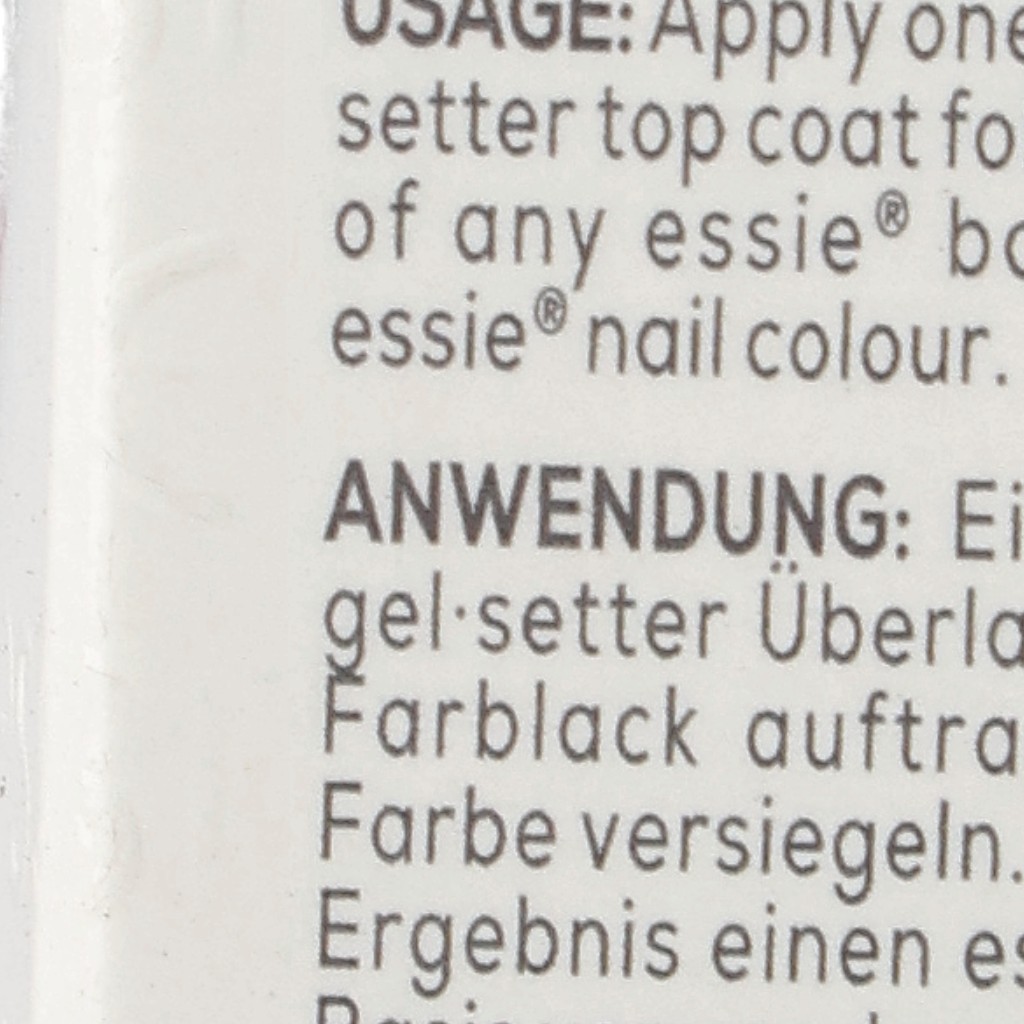 USAGE: Apply one
setter top coat fo
of any essie® b
essie® nail colour.
ANWENDUNG: Ei
gel·setter Überla
Farblack auftra
Farbe versiegeln.
Ergebnis einen es